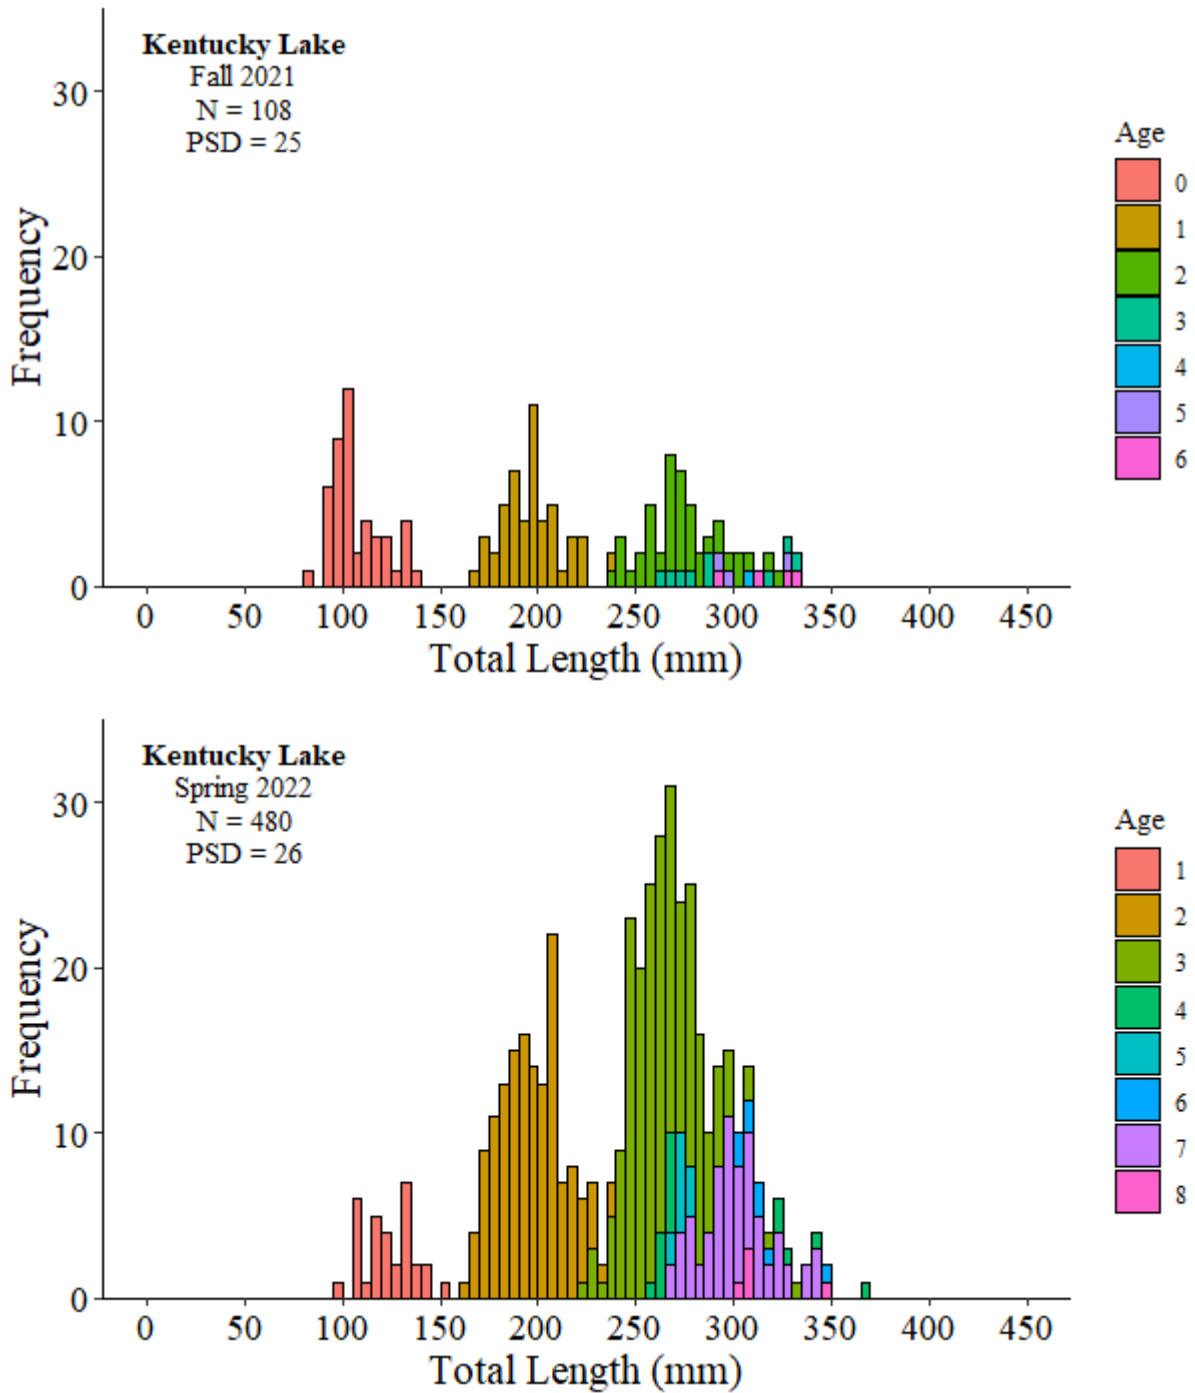 Kentucky Lake
Fall 2021
N = 108
PSD = 25
Frequency
30
20
10
0
0 50 100 150 200 250 300 350 400 450
Total Length (mm)
Age
0
1
2
3
4
5
6
Kentucky Lake
Spring 2022
N = 480
PSD = 26
Frequency
30
20
10
0
0 50 100 150 200 250 300 350 400 450
Total Length (mm)
Age
1
2
3
4
5
6
7
8